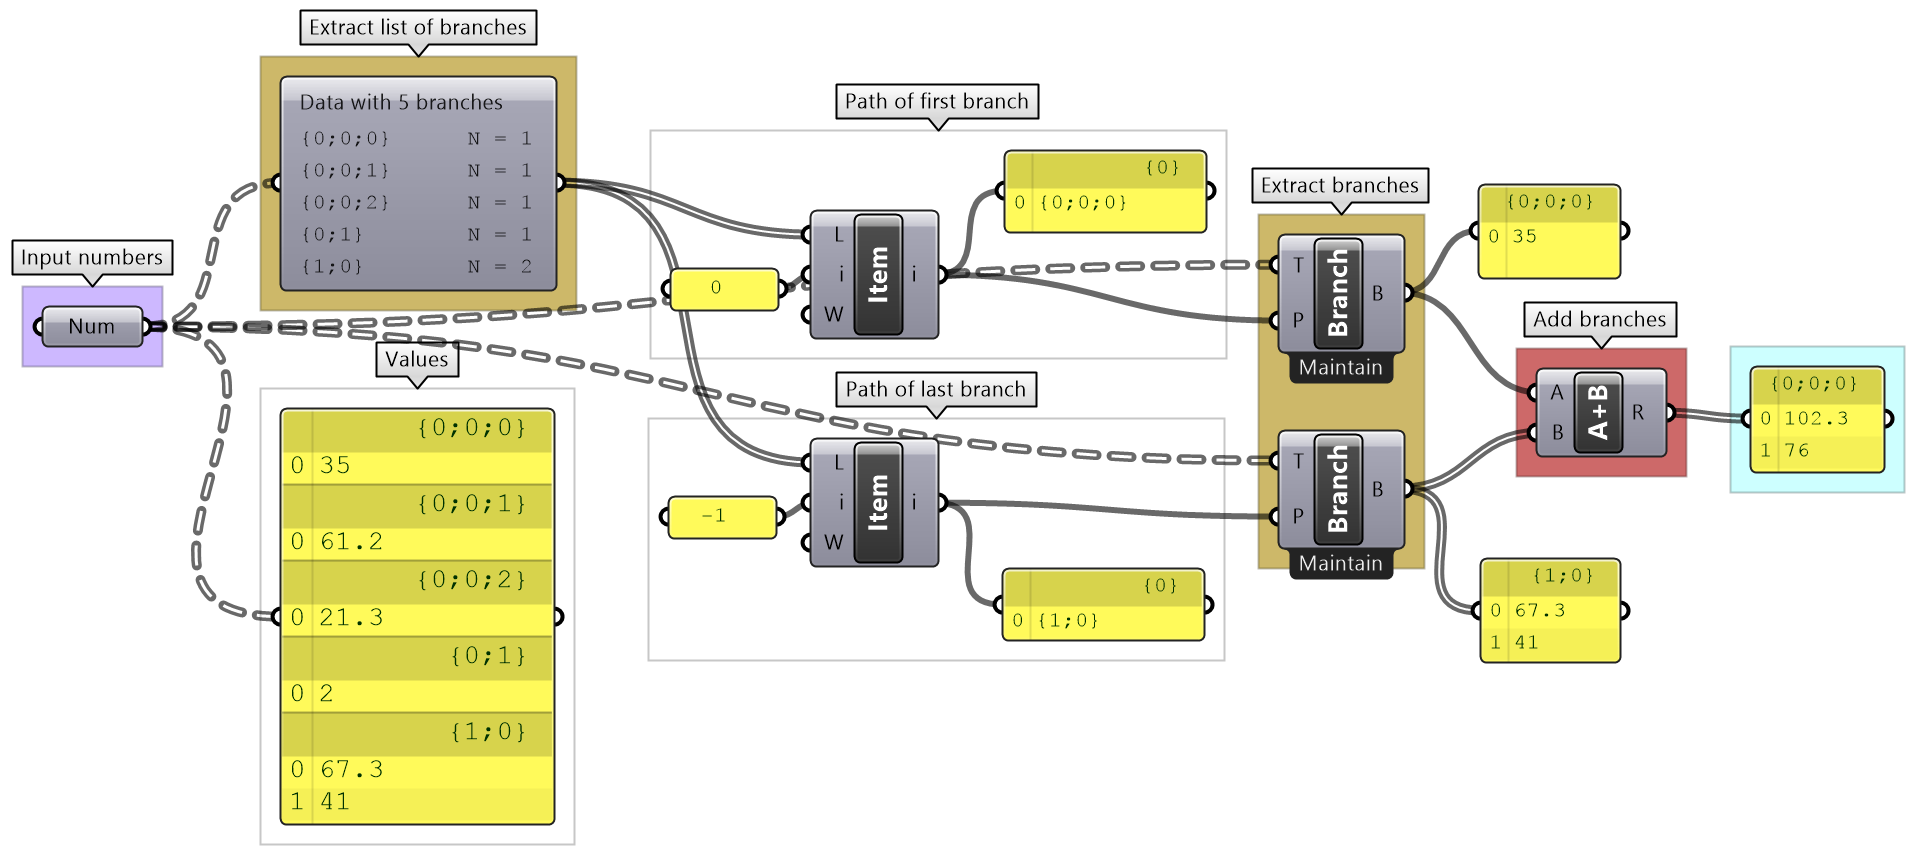 Extract list of branches
Data with 5 branches
{0;0;0} N = 1
{0;0;1} N = 1
{0;0;2} N = 1
{0;1} N = 1
{1;0} N = 2
Input numbers
Num
Values
{0;0;0}
0 35
{0;0;1}
0 61.2
{0;0;2}
0 21.3
{0;1}
0 2
{1;0}
0 67.3
1 41
Path of first branch
0
L
i
W
Item
i
{0}
0 {0;0;0}
Path of last branch
-1
L
i
W
Item
i
{0}
0 {1;0}
Extract branches
T
P
Branch
B
Maintain
T
P
Branch
B
Maintain
{0;0;0}
0 35
Add branches
A
B
A+B
R
{0;0;0}
0 102.3
1 76
{1;0}
0 67.3
1 41